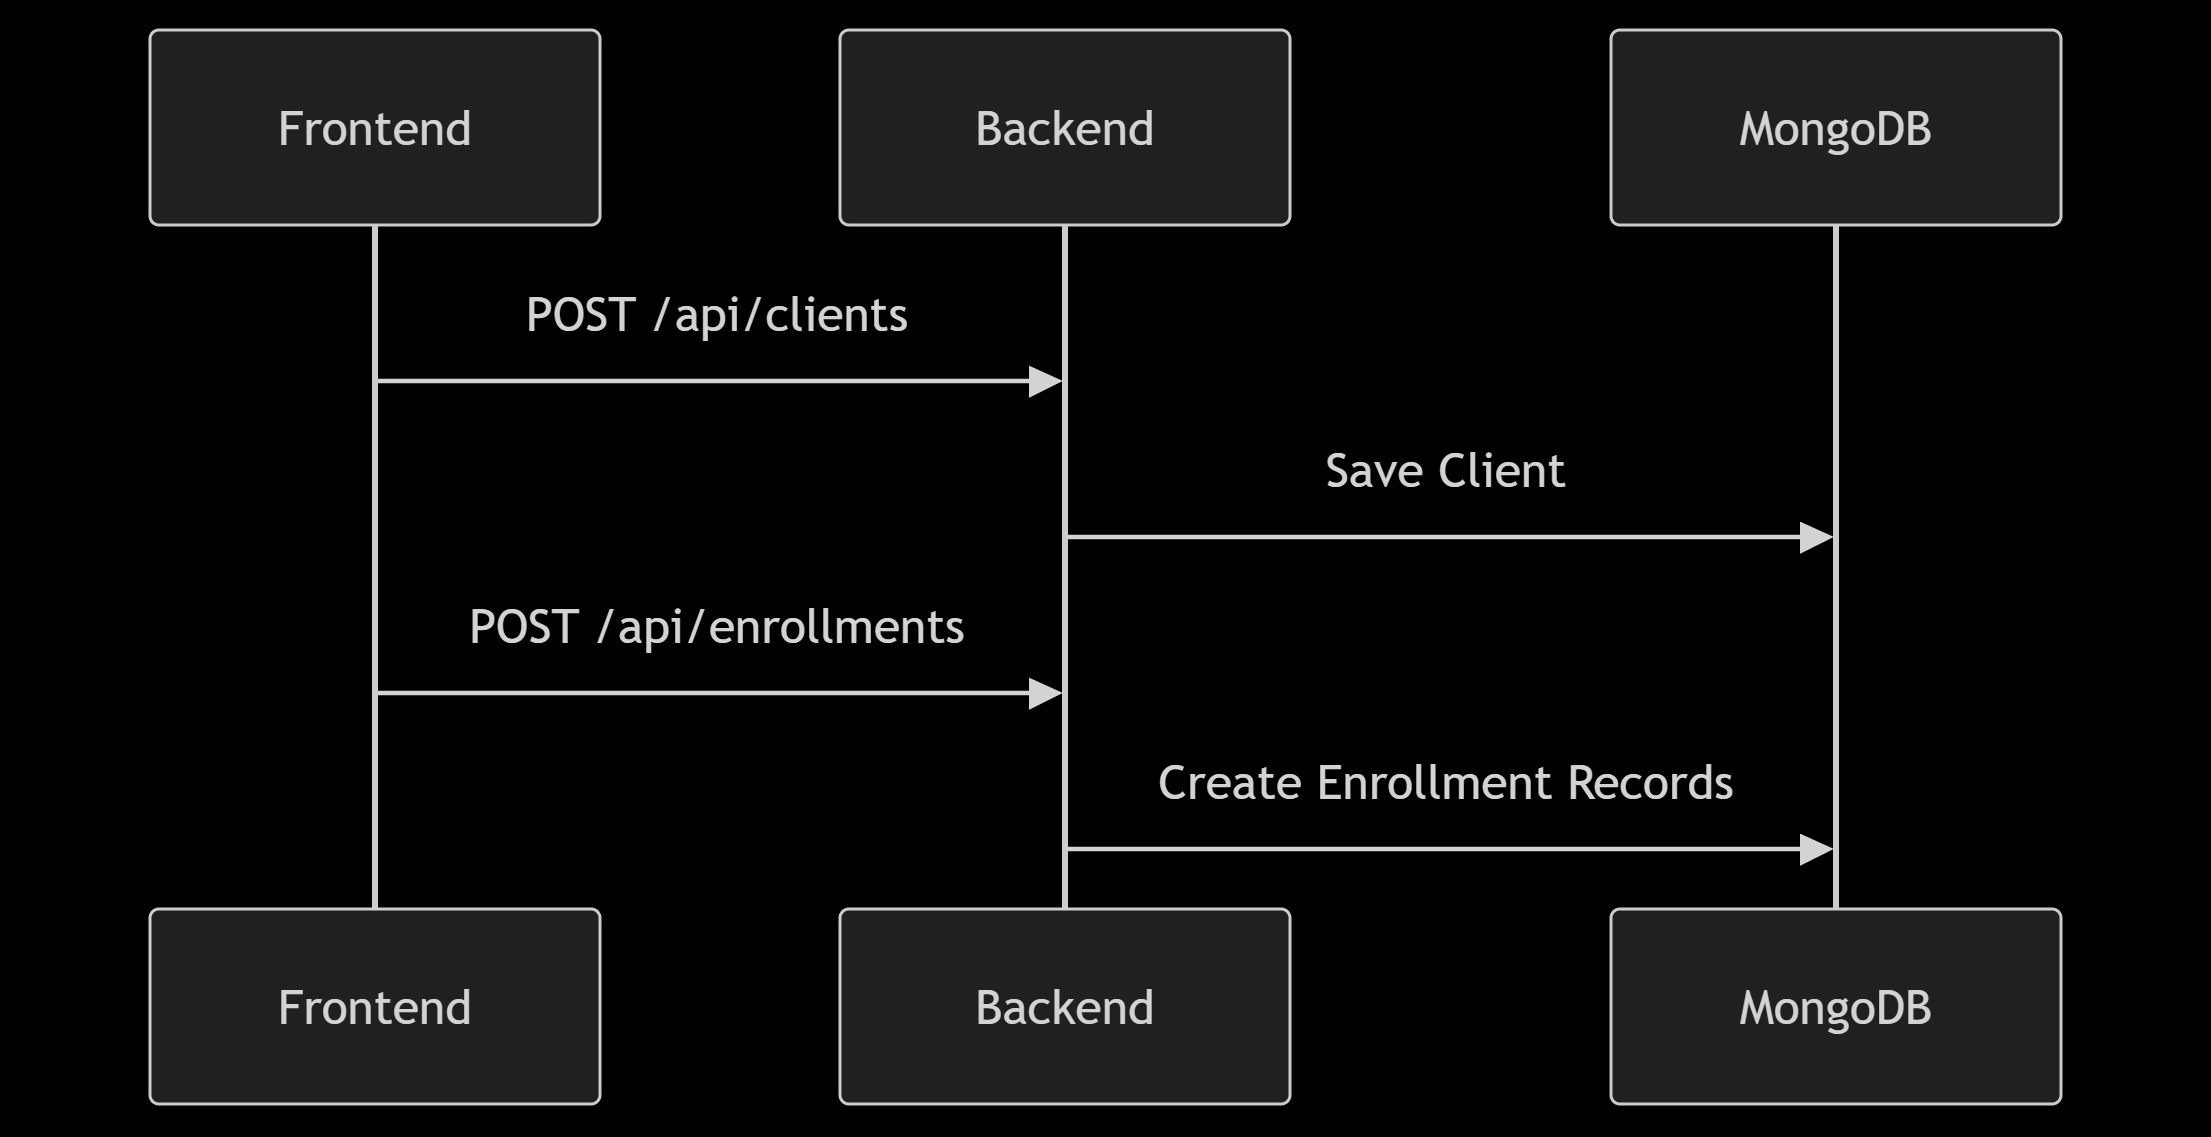 Frontend
Backend
MongoDB
POST /api/clients
Save Client
POST /api/enrollments
Create Enrollment Records
Frontend
Backend
MongoDB